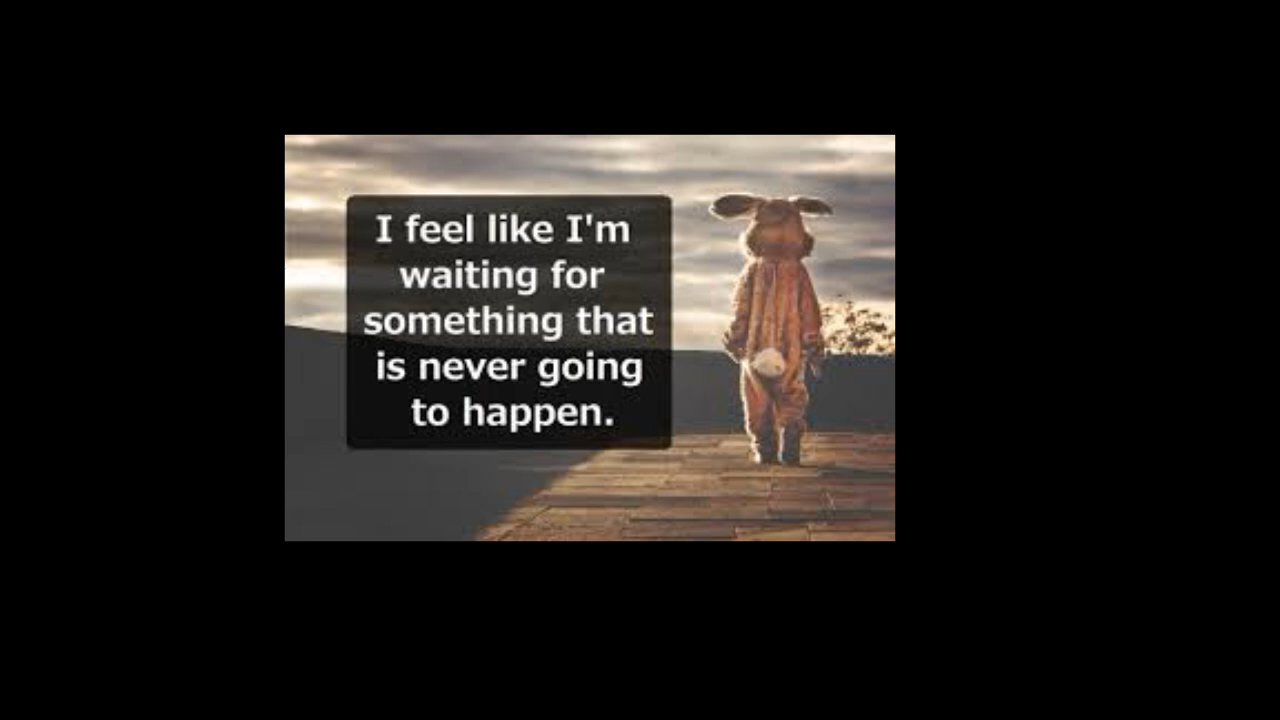 I feel like I'm
waiting for
something that
is never going
to happen.